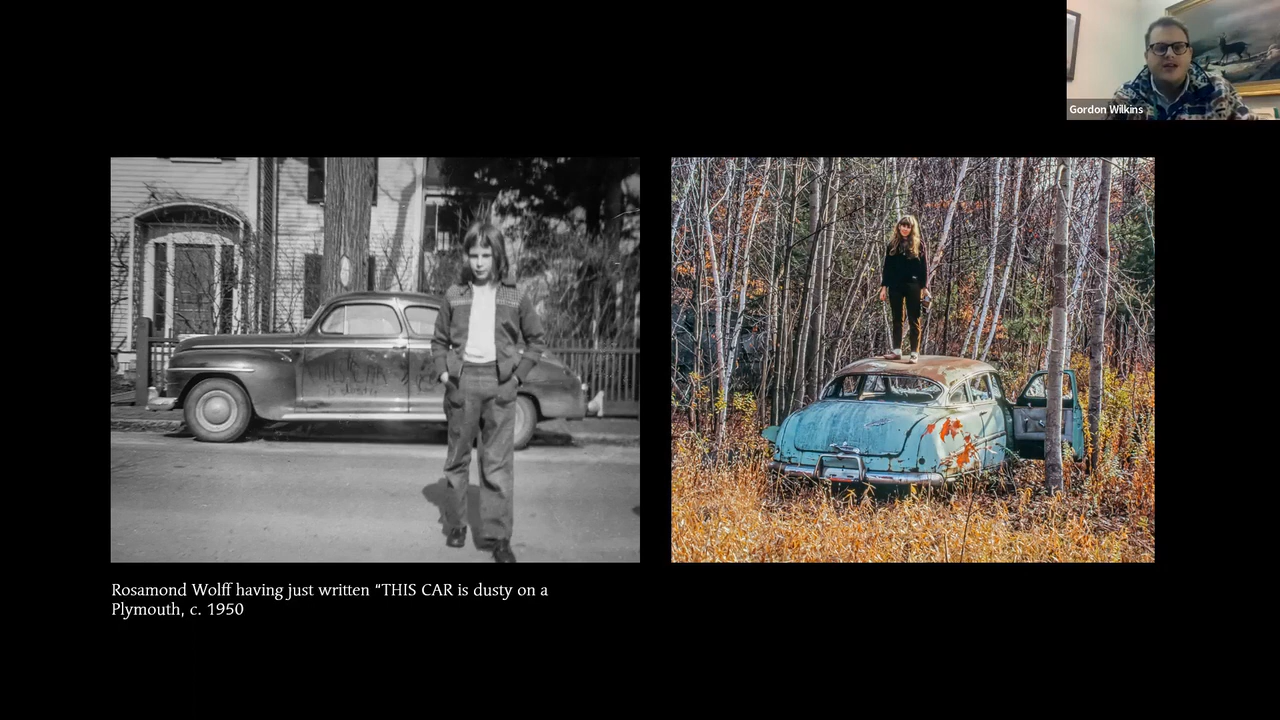 Gordon Wilkins
Rosamond Wolff having just written “THIS CAR is dusty on a
Plymouth, c. 1950